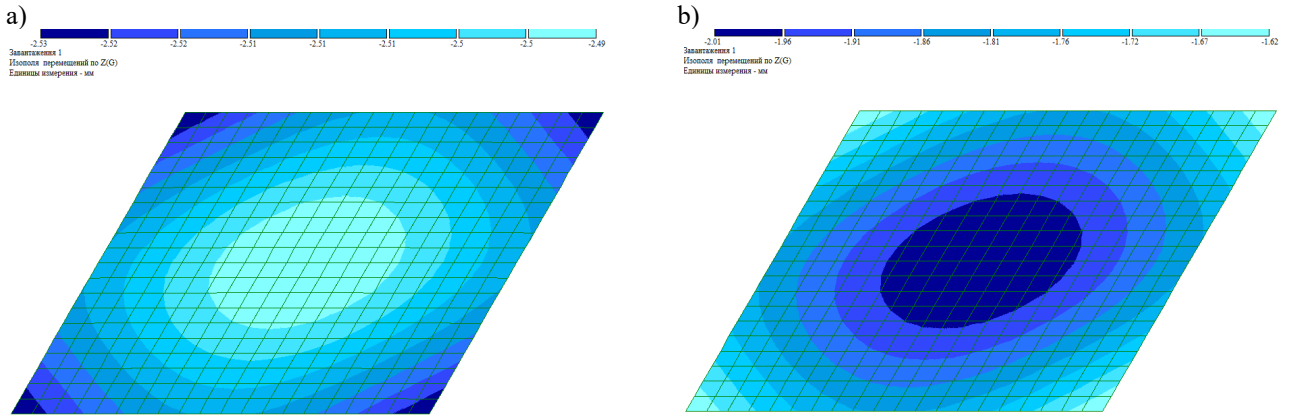 a)
-2.53 -2.52 -2.52 -2.51 -2.51 -2.51 -2.5 -2.5 -2.49
Завантаження 1
Изополя перемещений по Z(G)
Единицы измерения - мм
b)
-2.01 -1.96 -1.91 -1.86 -1.81 -1.76 -1.72 -1.67 -1.62
Завантаження 1
Изополя перемещений по Z(G)
Единицы измерения - мм